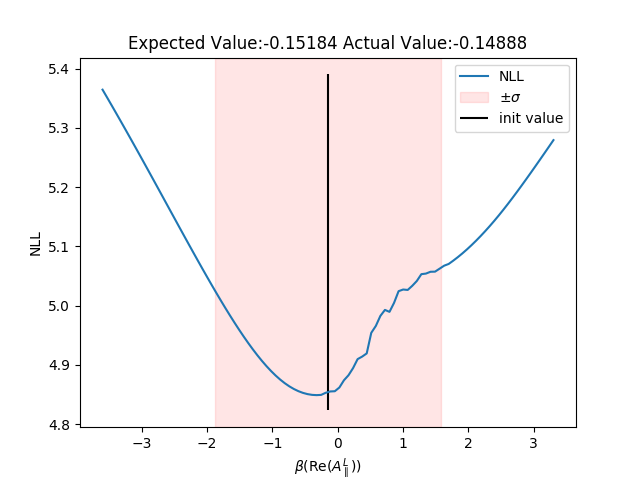 Expected Value:-0.15184 Actual Value:-0.14888
NLL
±σ
init value
5.4
5.3
5.2
5.1
5.0
4.9
4.8
NLL
−3 −2 −1 0 1 2 3
β(Re(A_∥^L))